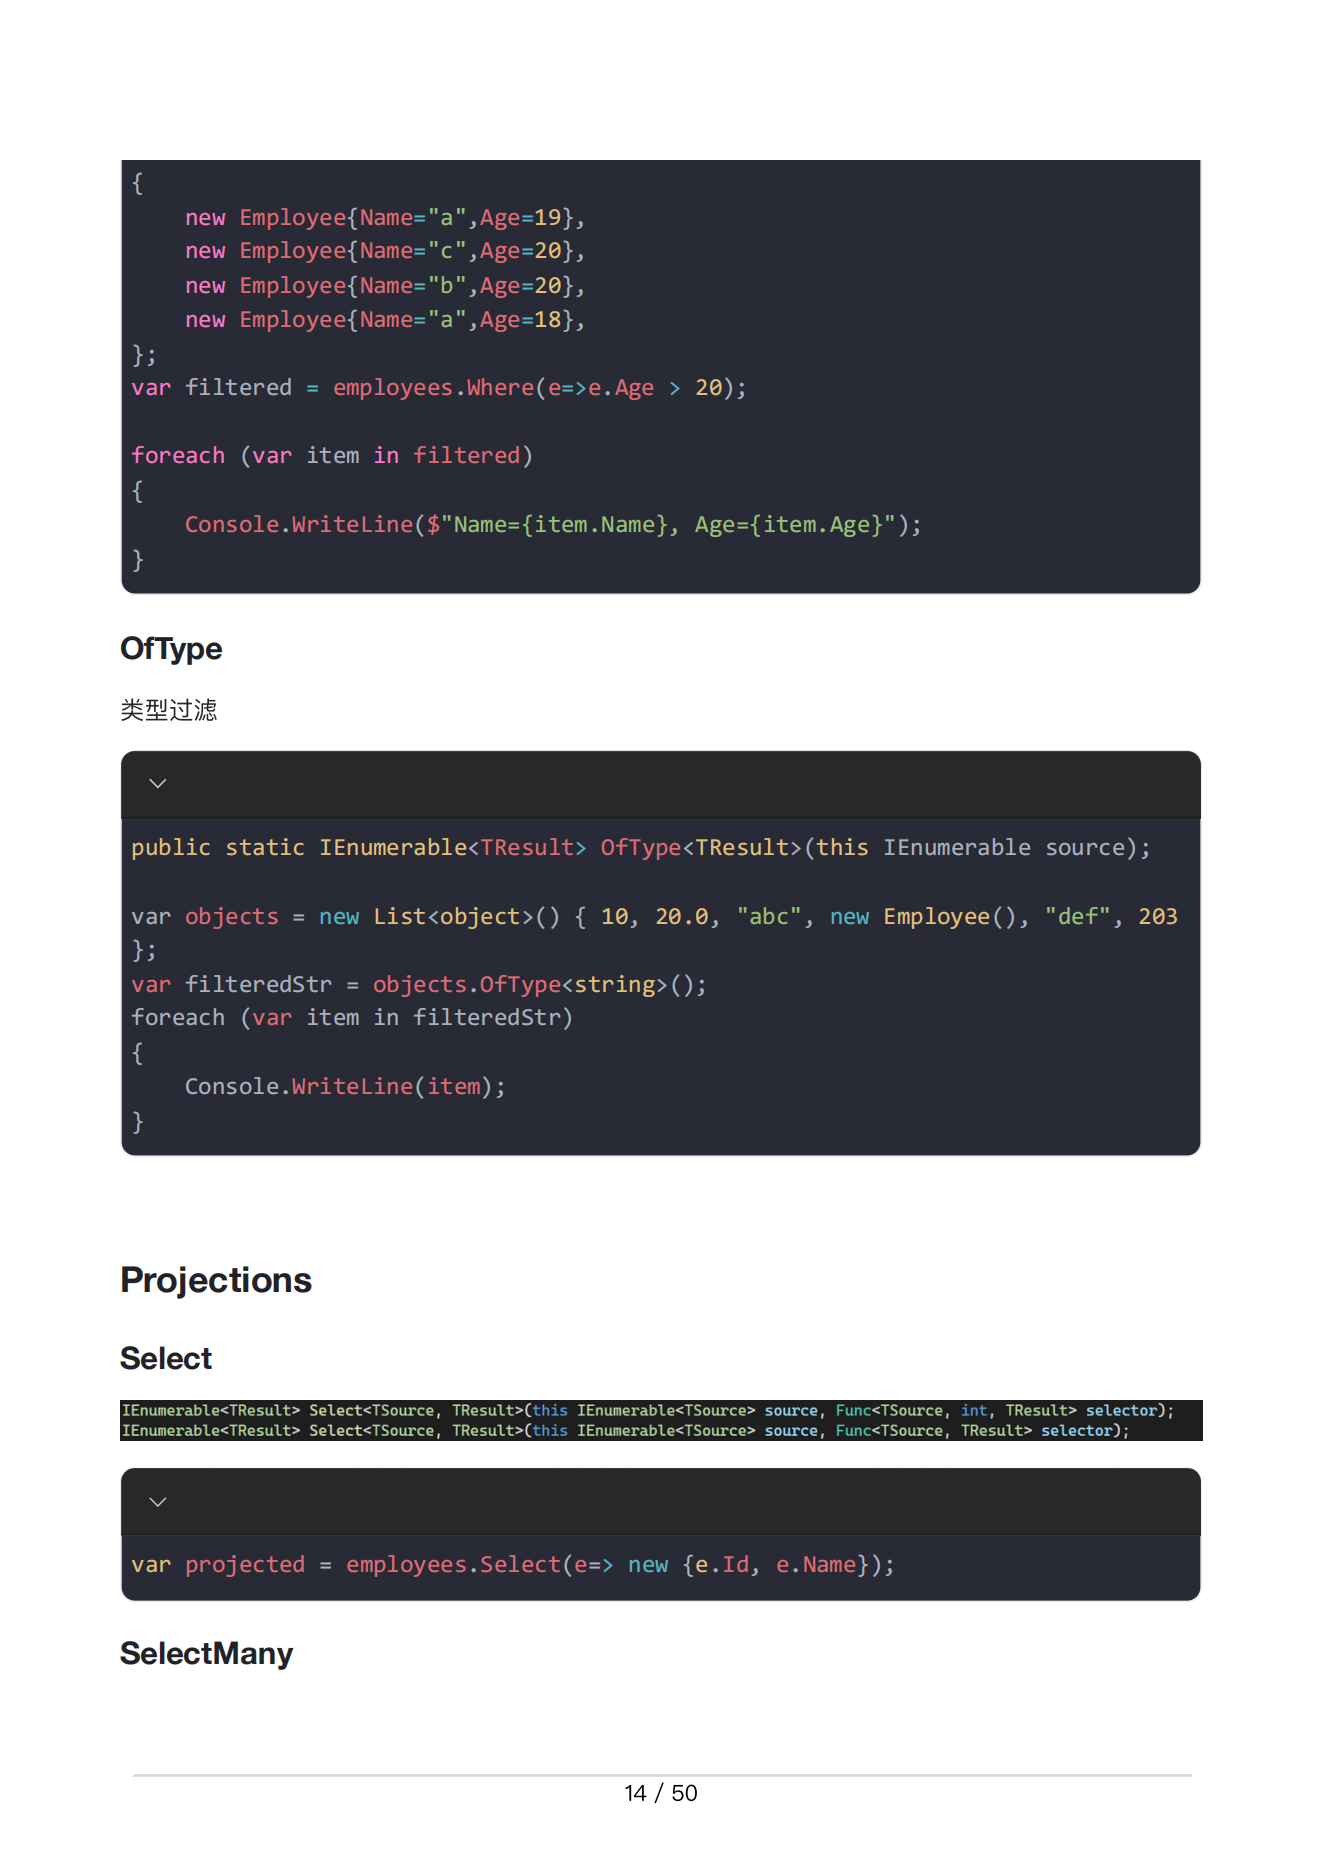 {
    new Employee{Name="a",Age=19},
    new Employee{Name="c",Age=20},
    new Employee{Name="b",Age=20},
    new Employee{Name="a",Age=18},
};
var filtered = employees.Where(e=>e.Age > 20);

foreach (var item in filtered)
{
    Console.WriteLine($"Name={item.Name}, Age={item.Age}");
}
OfType
类型过滤
public static IEnumerable<TResult> OfType<TResult>(this IEnumerable source);

var objects = new List<object>() { 10, 20.0, "abc", new Employee(), "def", 203
};
var filteredStr = objects.OfType<string>();
foreach (var item in filteredStr)
{
    Console.WriteLine(item);
}
Projections
Select
IEnumerable<TResult> Select<TSource, TResult>(this IEnumerable<TSource> source, Func<TSource, int, TResult> selector);
IEnumerable<TResult> Select<TSource, TResult>(this IEnumerable<TSource> source, Func<TSource, TResult> selector);
var projected = employees.Select(e=> new {e.Id, e.Name});
SelectMany
14 / 50